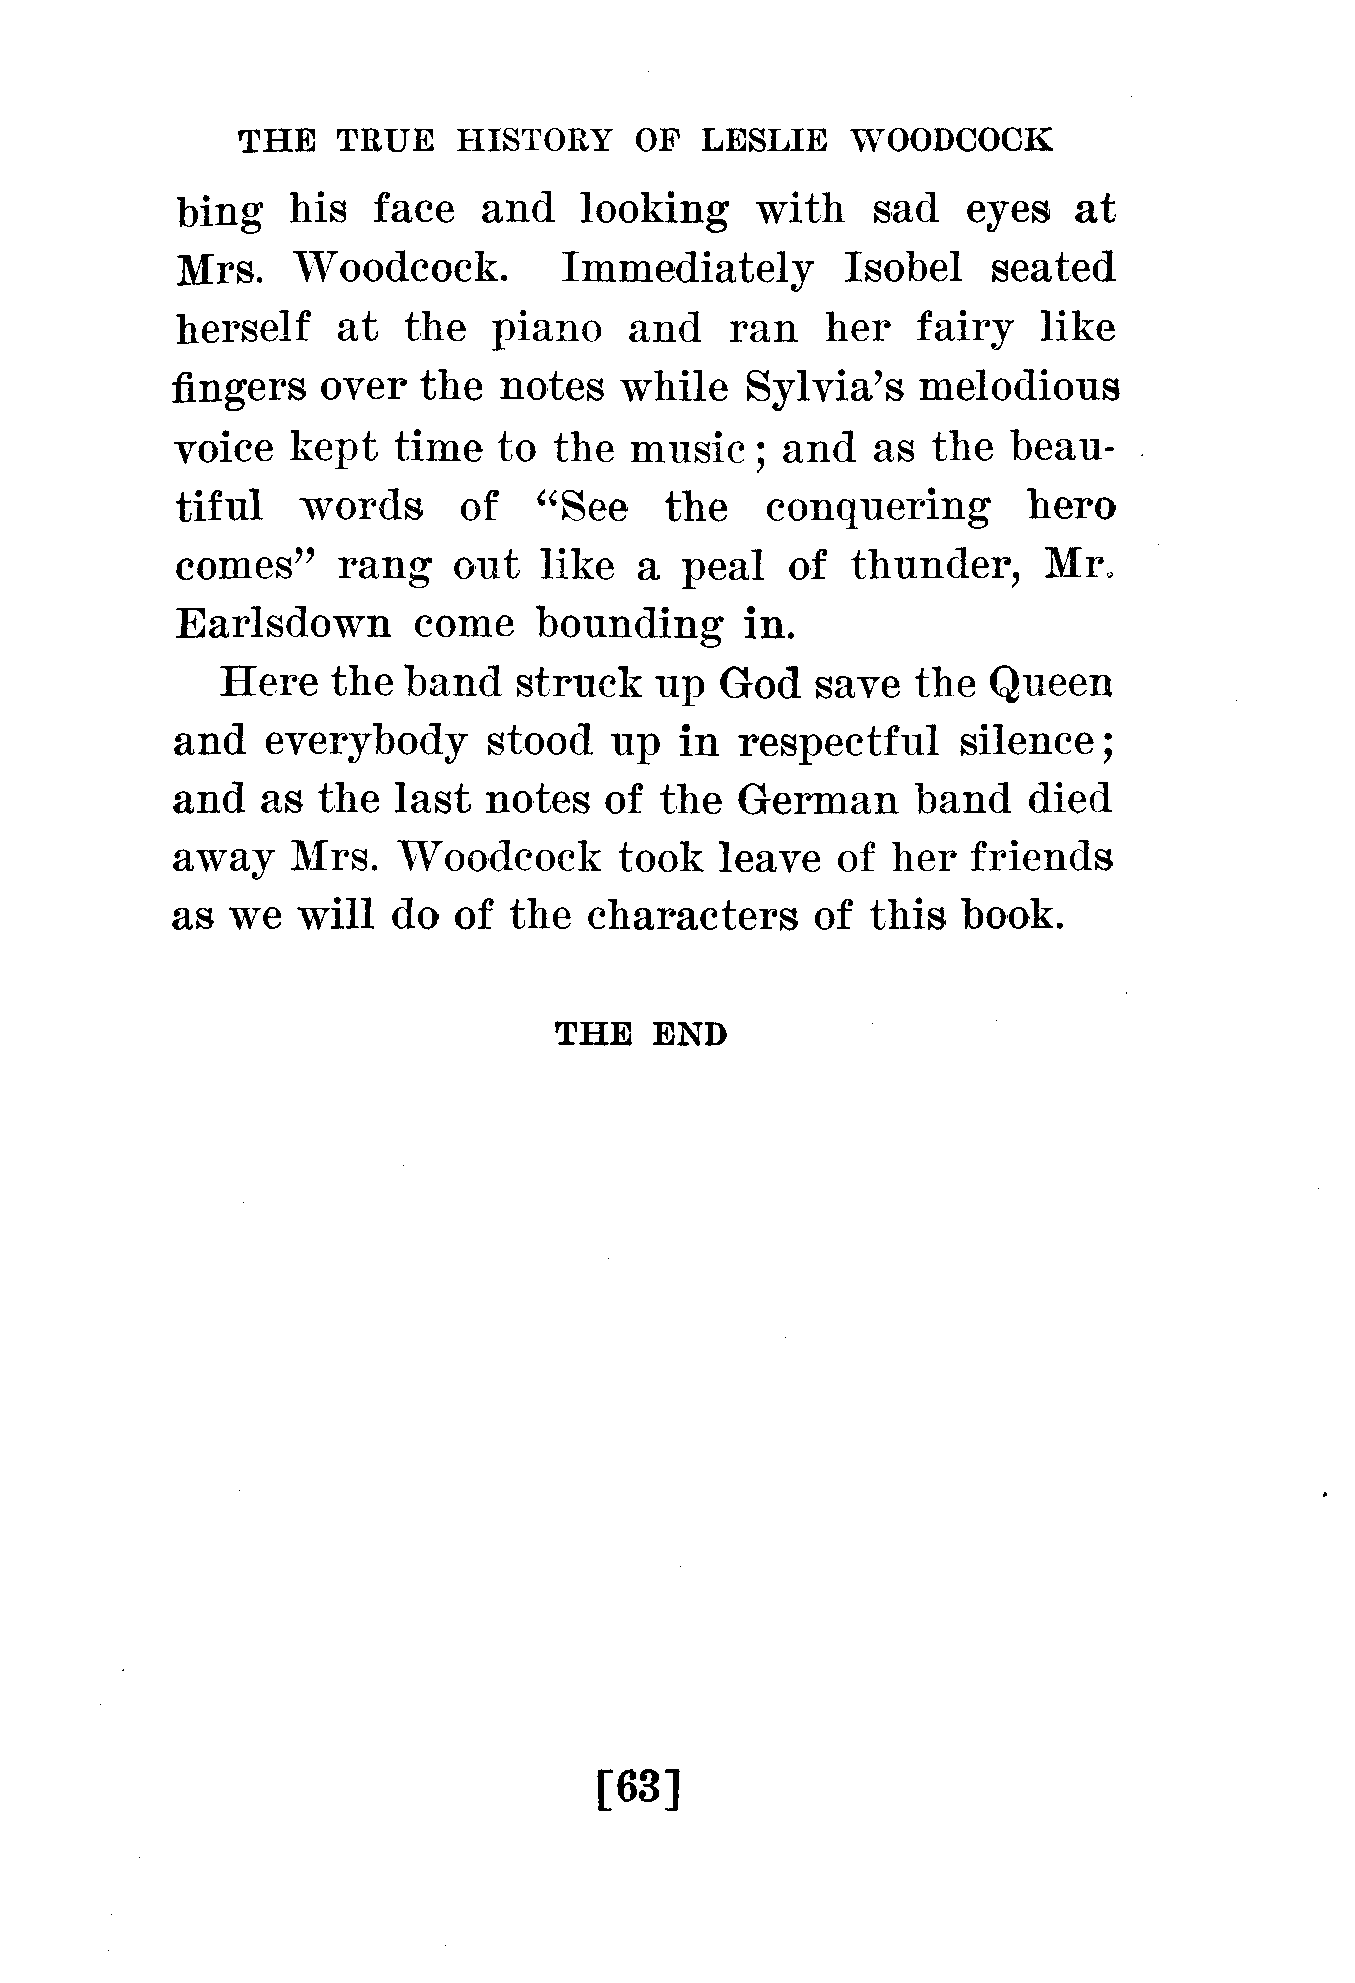 THE TRUE HISTORY OF LESLIE WOODCOCK
bing his face and looking with sad eyes at
Mrs. Woodcock. Immediately Isobel seated
herself at the piano and ran her fairy like
fingers over the notes while Sylvia's melodious
voice kept time to the music; and as the beau-
tiful words of “See the conquering hero
comes” rang out like a peal of thunder, Mr.
Earlsdown come bounding in.
Here the band struck up God save the Queen
and everybody stood up in respectful silence;
and as the last notes of the German band died
away Mrs. Woodcock took leave of her friends
as we will do of the characters of this book.
THE END
[63]